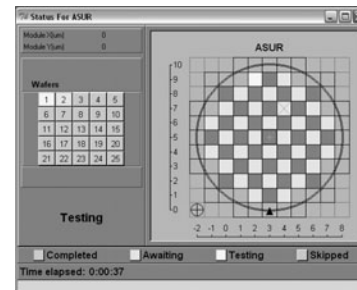 Status For ASUR
Module X(um) 0
Module Y(um) 0
Wafers
1 2 3 4 5
6 7 8 9 10
11 12 13 14 15
16 17 18 19 20
21 22 23 24 25
Testing
ASUR
10
9
8
7
6
5
4
3
2
1
0
-2 -1 0 1 2 3 4 5 6 7 8
Completed Awaiting Testing Skipped
Time elapsed: 0:00:37